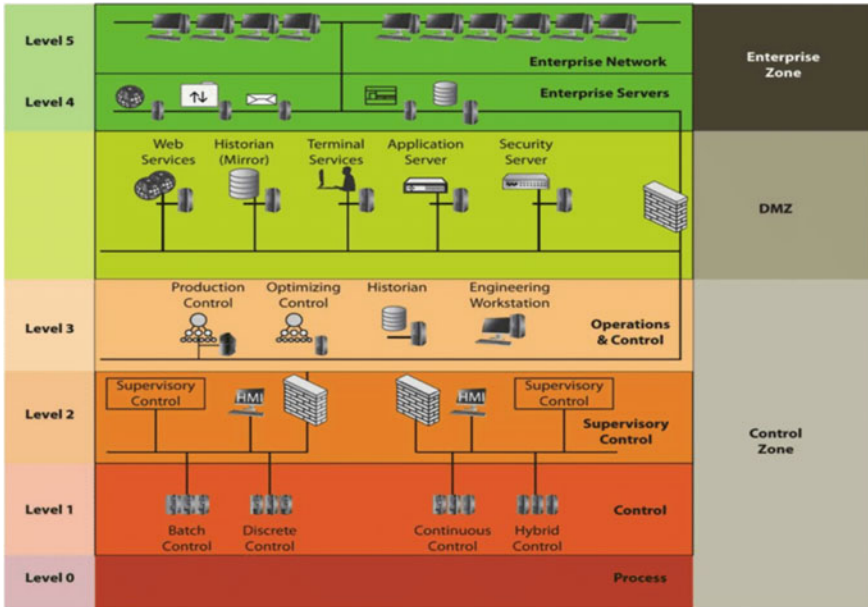 Level 5
Enterprise Network
Enterprise
Zone
Level 4
Enterprise Servers
Web
Services
Historian
(Mirror)
Terminal
Services
Application
Server
Security
Server
DMZ
Level 3
Production
Control
Optimizing
Control
Historian
Engineering
Workstation
Operations
& Control
Level 2
Supervisory
Control
HMI
HMI
Supervisory
Control
Supervisory
Control
Control
Zone
Level 1
Batch
Control
Discrete
Control
Continuous
Control
Hybrid
Control
Control
Level 0
Process